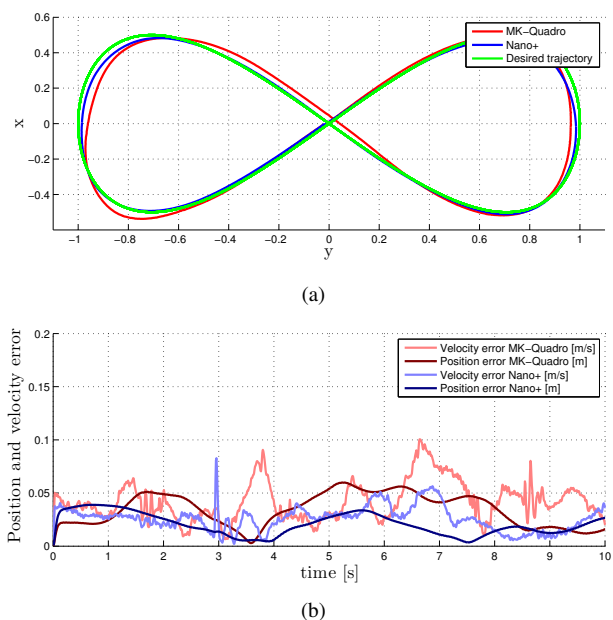 MK-Quadro
Nano+
Desired trajectory
0.6
0.4
0.2
0
-0.2
-0.4
x
-1 -0.8 -0.6 -0.4 -0.2 0 0.2 0.4 0.6 0.8 1
y
(a)
Velocity error MK-Quadro [m/s]
Position error MK-Quadro [m]
Velocity error Nano+ [m/s]
Position error Nano+ [m]
0.2
0.15
0.1
0.05
0
Position and velocity error
0 1 2 3 4 5 6 7 8 9 10
time [s]
(b)